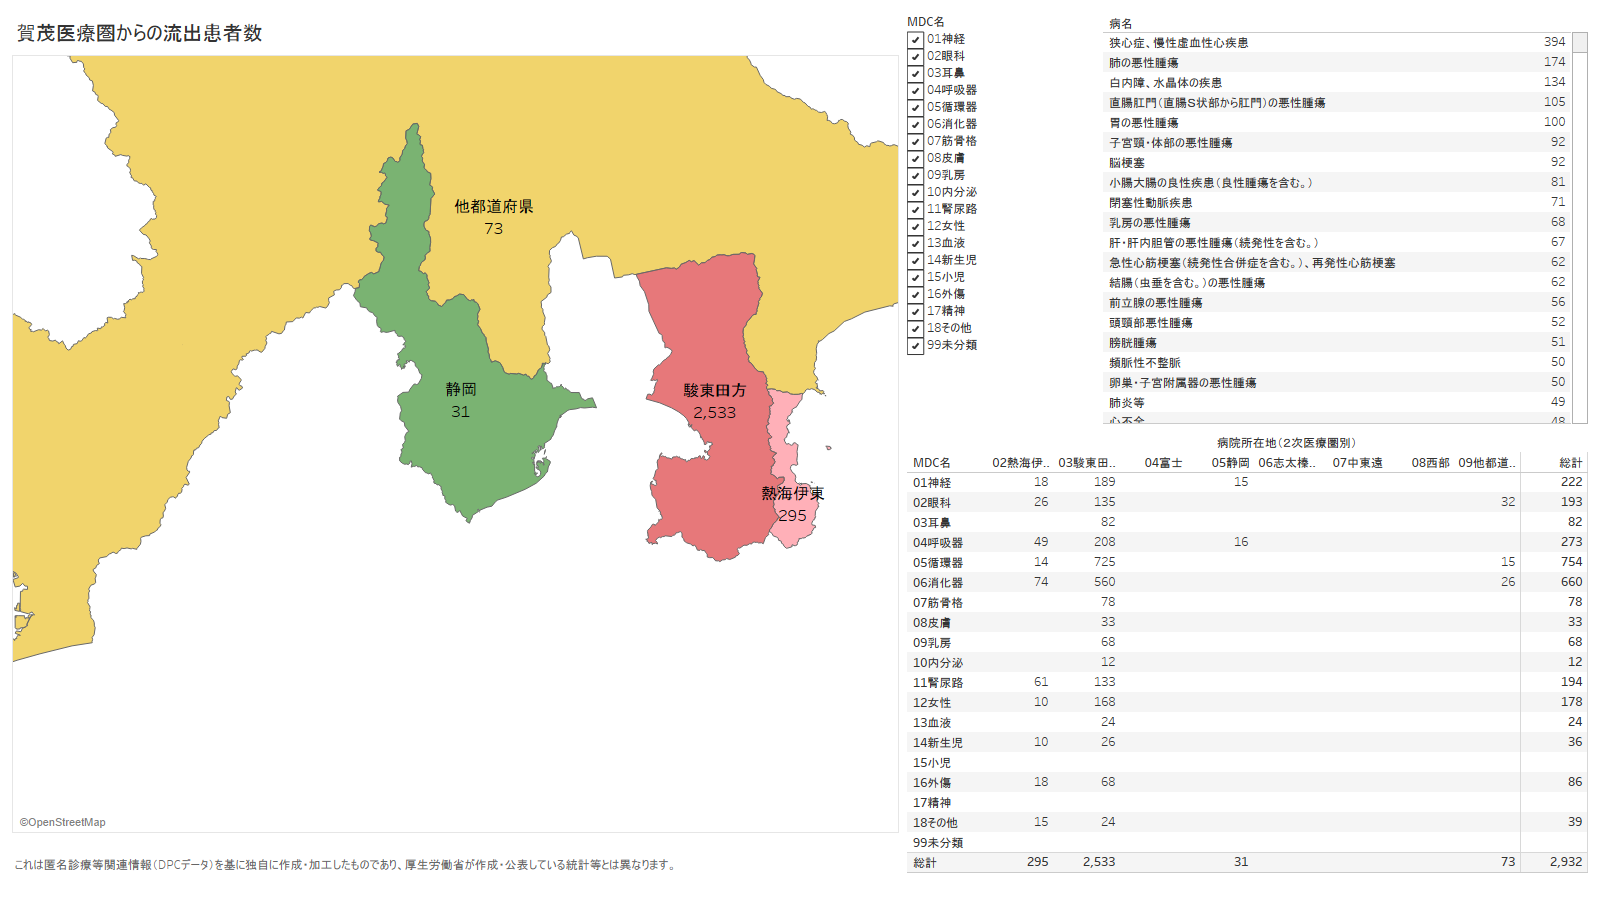 賀茂医療圏からの流出患者数
他都道府県
73
静岡
31
駿東田方
2,533
熱海伊東
295
©OpenStreetMap
これは匿名診療等関連情報（DPCデータ）を基に独自に作成・加工したものであり、厚生労働省が作成・公表している統計等とは異なります。
MDC名
01神経
02眼科
03耳鼻
04呼吸器
05循環器
06消化器
07筋骨格
08皮膚
09乳房
10内分泌
11腎尿路
12女性
13血液
14新生児
15小児
16外傷
17精神
18その他
99未分類
病名
狭心症、慢性虚血性心疾患 394
肺の悪性腫瘍 174
白内障、水晶体の疾患 134
直腸肛門（直腸Ｓ状部から肛門）の悪性腫瘍 105
胃の悪性腫瘍 100
子宮頸・体部の悪性腫瘍 92
脳梗塞 92
小腸大腸の良性疾患（良性腫瘍を含む。） 81
閉塞性動脈疾患 71
乳房の悪性腫瘍 68
肝・肝内胆管の悪性腫瘍（続発性を含む。） 67
急性心筋梗塞（続発性合併症を含む。）、再発性心筋梗塞 62
結腸（虫垂を含む。）の悪性腫瘍 62
前立腺の悪性腫瘍 56
頭頸部悪性腫瘍 52
膀胱腫瘍 51
頻脈性不整脈 50
卵巣・子宮附属器の悪性腫瘍 50
肺炎等 49
心不全 48
病院所在地（２次医療圏別）
MDC名 02熱海伊.. 03駿東田.. 04富士 05静岡 06志太榛.. 07中東遠 08西部 09他都道.. 総計
01神経 18 189 15 222
02眼科 26 135 32 193
03耳鼻 82 82
04呼吸器 49 208 16 273
05循環器 14 725 15 754
06消化器 74 560 26 660
07筋骨格 78 78
08皮膚 33 33
09乳房 68 68
10内分泌 12 12
11腎尿路 61 133 194
12女性 10 168 178
13血液 24 24
14新生児 10 26 36
15小児
16外傷 18 68 86
17精神
18その他 15 24 39
99未分類
総計 295 2,533 31 73 2,932